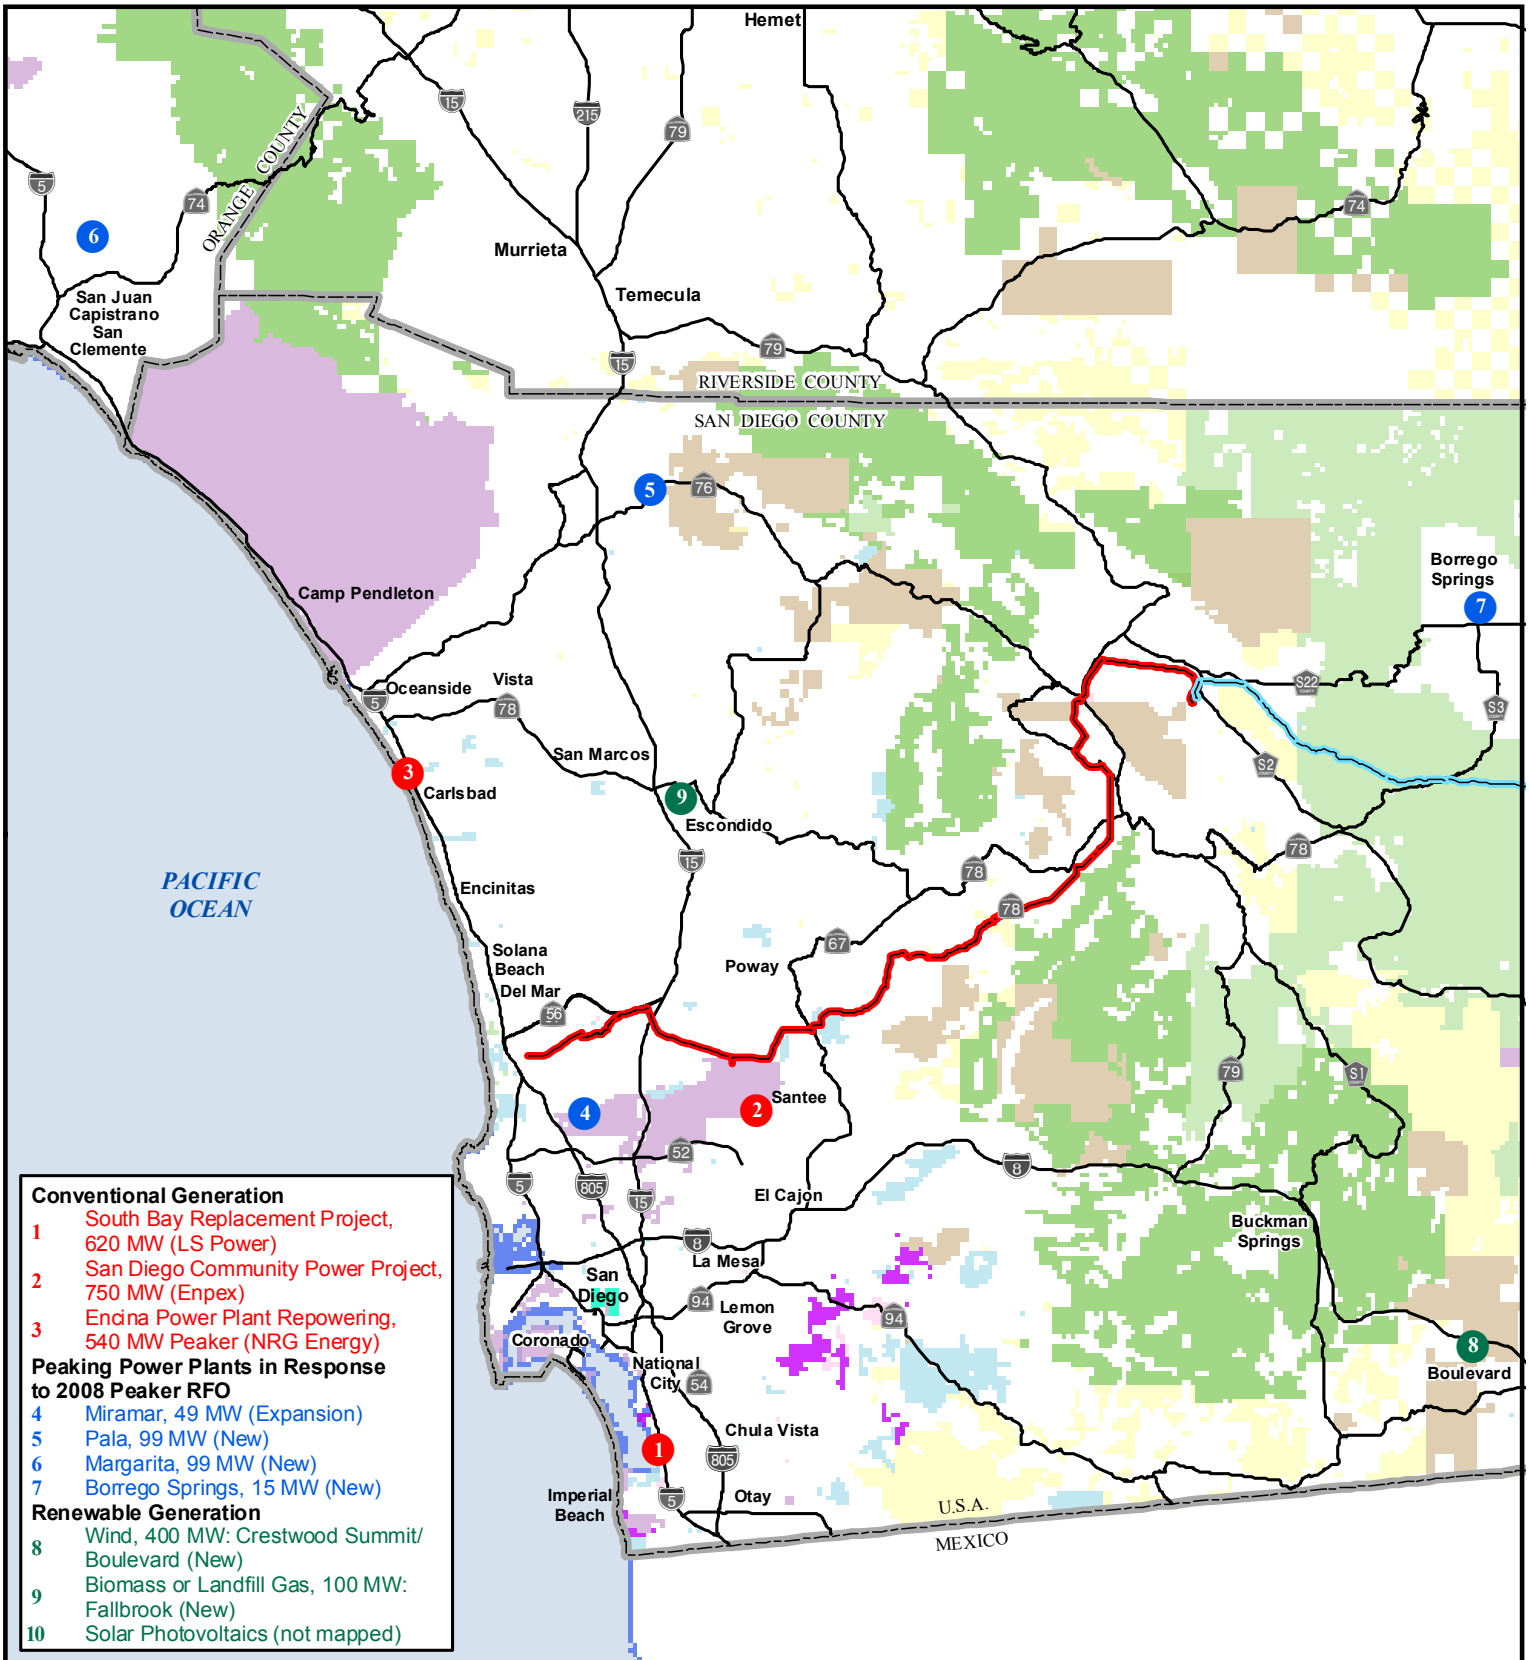 Hemet
15
215
79
5
74
ORANGE COUNTY
74
6
Murrieta
San Juan
Capistrano
San
Clemente
Temecula
15
79
RIVERSIDE COUNTY
SAN DIEGO COUNTY
5
76
Borrego
Springs
7
Camp Pendleton
Oceanside
Vista
5
78
S22
COUNTY
S3
COUNTY
San Marcos
S2
COUNTY
3
Carlsbad
9
Escondido
15
78
78
PACIFIC
OCEAN
Encinitas
78
67
Solana
Beach
Del Mar
Poway
56
79
S1
COUNTY
4
2
Santee
52
8
5
805
15
El Cajon
Buckman
Springs
8
La Mesa
San
Diego
94
Lemon
Grove
94
Coronado
8
Boulevard
National
City
54
Chula Vista
1
805
Imperial
Beach
5
Otay
U.S.A.
MEXICO
Conventional Generation
1 South Bay Replacement Project,
620 MW (LS Power)
2 San Diego Community Power Project,
750 MW (Enpex)
3 Encina Power Plant Repowering,
540 MW Peaker (NRG Energy)
Peaking Power Plants in Response
to 2008 Peaker RFO
4 Miramar, 49 MW (Expansion)
5 Pala, 99 MW (New)
6 Margarita, 99 MW (New)
7 Borrego Springs, 15 MW (New)
Renewable Generation
8 Wind, 400 MW: Crestwood Summit/
Boulevard (New)
9 Biomass or Landfill Gas, 100 MW:
Fallbrook (New)
10 Solar Photovoltaics (not mapped)